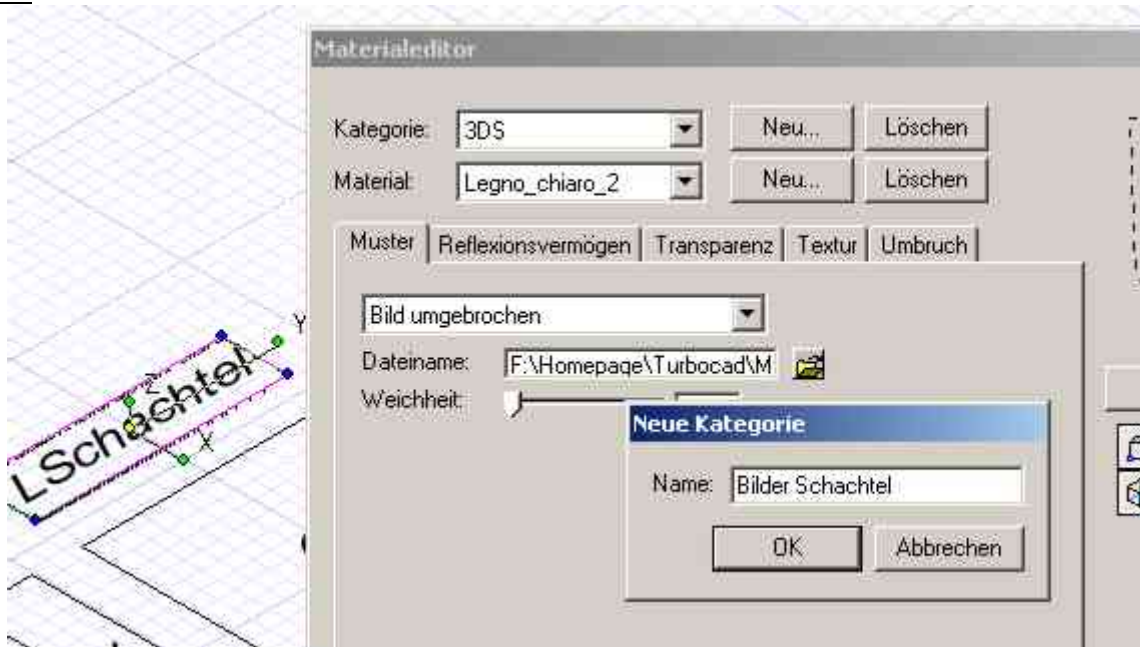 Materialeditor
Kategorie: 3DS Neu... Löschen
Material: Legno_chiaro_2 Neu... Löschen
Muster Reflexionsvermögen Transparenz Textur Umbruch
Bild umgebrochen
Dateiname: F:\Homepage\Turbocad\M
Weichheit:
Neue Kategorie
Name: Bilder Schachtel
OK Abbrechen
Y
Z
X
LSchachtel